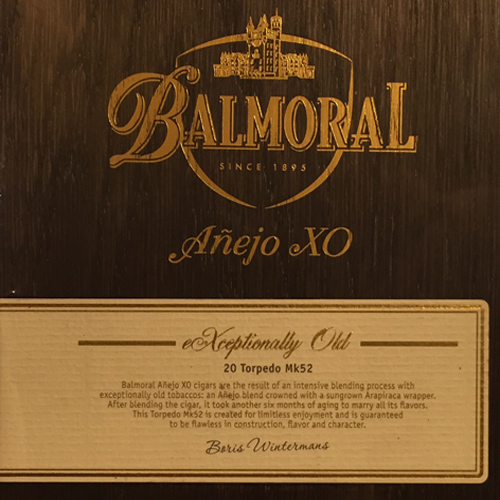 BALMORAL
SINCE 1895
Añejo XO
eXceptionally Old
20 Torpedo Mk52
Balmoral Añejo XO cigars are the result of an intensive blending process with
exceptionally old tobaccos: an Añejo blend crowned with a sungrown Arapiraca wrapper.
After blending the cigar, it took another six months of aging to marry all its flavors.
This Torpedo Mk52 is created for limitless enjoyment and is guaranteed
to be flawless in construction, flavor and character.
Boris Wintermans